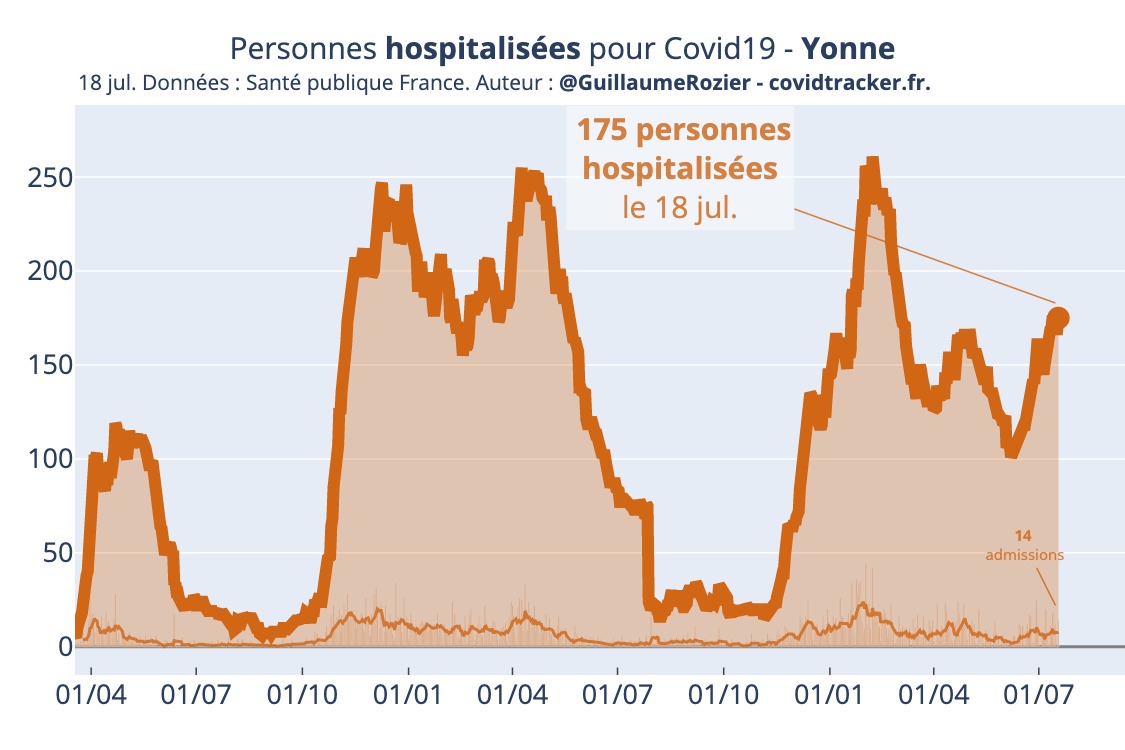 Personnes hospitalisées pour Covid19 - Yonne
18 jul. Données : Santé publique France. Auteur : @GuillaumeRozier - covidtracker.fr.
175 personnes
hospitalisées
le 18 jul.
250
200
150
100
50
0
14
admissions
01/04 01/07 01/10 01/01 01/04 01/07 01/10 01/01 01/04 01/07